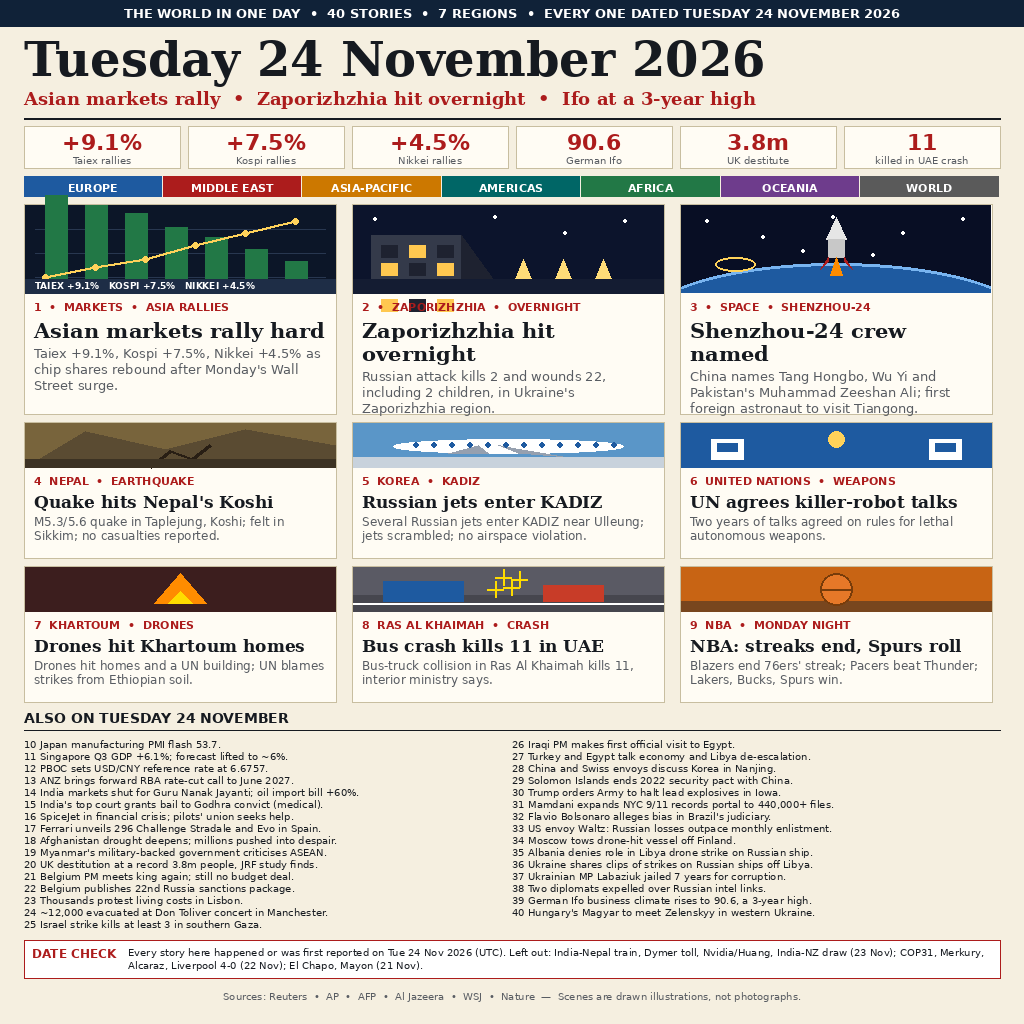 THE WORLD IN ONE DAY • 40 STORIES • 7 REGIONS • EVERY ONE DATED TUESDAY 24 NOVEMBER 2026
Tuesday 24 November 2026
Asian markets rally • Zaporizhzhia hit overnight • Ifo at a 3-year high
+9.1%
Taiex rallies
+7.5%
Kospi rallies
+4.5%
Nikkei rallies
90.6
German Ifo
3.8m
UK destitute
11
killed in UAE crash
EUROPE
MIDDLE EAST
ASIA-PACIFIC
AMERICAS
AFRICA
OCEANIA
WORLD
TAIEX +9.1% KOSPI +7.5% NIKKEI +4.5%
1 • MARKETS • ASIA RALLIES
Asian markets rally hard
Taiex +9.1%, Kospi +7.5%, Nikkei +4.5% as
chip shares rebound after Monday's Wall
Street surge.
2 • ZAPORIZHZHIA • OVERNIGHT
Zaporizhzhia hit
overnight
Russian attack kills 2 and wounds 22,
including 2 children, in Ukraine's
Zaporizhzhia region.
3 • SPACE • SHENZHOU-24
Shenzhou-24 crew
named
China names Tang Hongbo, Wu Yi and
Pakistan's Muhammad Zeeshan Ali; first
foreign astronaut to visit Tiangong.
4 NEPAL • EARTHQUAKE
Quake hits Nepal's Koshi
M5.3/5.6 quake in Taplejung, Koshi; felt in
Sikkim; no casualties reported.
5 KOREA • KADIZ
Russian jets enter KADIZ
Several Russian jets enter KADIZ near Ulleung;
jets scrambled; no airspace violation.
6 UNITED NATIONS • WEAPONS
UN agrees killer-robot talks
Two years of talks agreed on rules for lethal
autonomous weapons.
7 KHARTOUM • DRONES
Drones hit Khartoum homes
Drones hit homes and a UN building; UN blames
strikes from Ethiopian soil.
8 RAS AL KHAIMAH • CRASH
Bus crash kills 11 in UAE
Bus-truck collision in Ras Al Khaimah kills 11,
interior ministry says.
9 NBA • MONDAY NIGHT
NBA: streaks end, Spurs roll
Blazers end 76ers' streak; Pacers beat Thunder;
Lakers, Bucks, Spurs win.
ALSO ON TUESDAY 24 NOVEMBER
10 Japan manufacturing PMI flash 53.7.
11 Singapore Q3 GDP +6.1%; forecast lifted to ~6%.
12 PBOC sets USD/CNY reference rate at 6.6757.
13 ANZ brings forward RBA rate-cut call to June 2027.
14 India markets shut for Guru Nanak Jayanti; oil import bill +60%.
15 India's top court grants bail to Godhra convict (medical).
16 SpiceJet in financial crisis; pilots' union seeks help.
17 Ferrari unveils 296 Challenge Stradale and Evo in Spain.
18 Afghanistan drought deepens; millions pushed into despair.
19 Myanmar's military-backed government criticises ASEAN.
20 UK destitution at a record 3.8m people, JRF study finds.
21 Belgium PM meets king again; still no budget deal.
22 Belgium publishes 22nd Russia sanctions package.
23 Thousands protest living costs in Lisbon.
24 ~12,000 evacuated at Don Toliver concert in Manchester.
25 Israel strike kills at least 3 in southern Gaza.
26 Iraqi PM makes first official visit to Egypt.
27 Turkey and Egypt talk economy and Libya de-escalation.
28 China and Swiss envoys discuss Korea in Nanjing.
29 Solomon Islands ends 2022 security pact with China.
30 Trump orders Army to halt lead explosives in Iowa.
31 Mamdani expands NYC 9/11 records portal to 440,000+ files.
32 Flavio Bolsonaro alleges bias in Brazil's judiciary.
33 US envoy Waltz: Russian losses outpace monthly enlistment.
34 Moscow tows drone-hit vessel off Finland.
35 Albania denies role in Libya drone strike on Russian ship.
36 Ukraine shares clips of strikes on Russian ships off Libya.
37 Ukrainian MP Labaziuk jailed 7 years for corruption.
38 Two diplomats expelled over Russian intel links.
39 German Ifo business climate rises to 90.6, a 3-year high.
40 Hungary's Magyar to meet Zelenskyy in western Ukraine.
DATE CHECK
Every story here happened or was first reported on Tue 24 Nov 2026 (UTC). Left out: India-Nepal train, Dymer toll, Nvidia/Huang, India-NZ draw (23 Nov); COP31, Merkury,
Alcaraz, Liverpool 4-0 (22 Nov); El Chapo, Mayon (21 Nov).
Sources: Reuters • AP • AFP • Al Jazeera • WSJ • Nature — Scenes are drawn illustrations, not photographs.